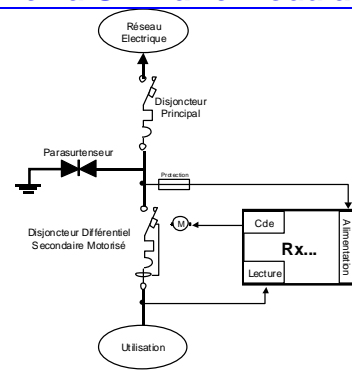 Réseau
Electrique
Disjoncteur
Principal
Parasurtenseur
Protection
Disjoncteur Différentiel
Secondaire Motorisé
M
Cde
Rx...
Lecture
Alimentation
Utilisation